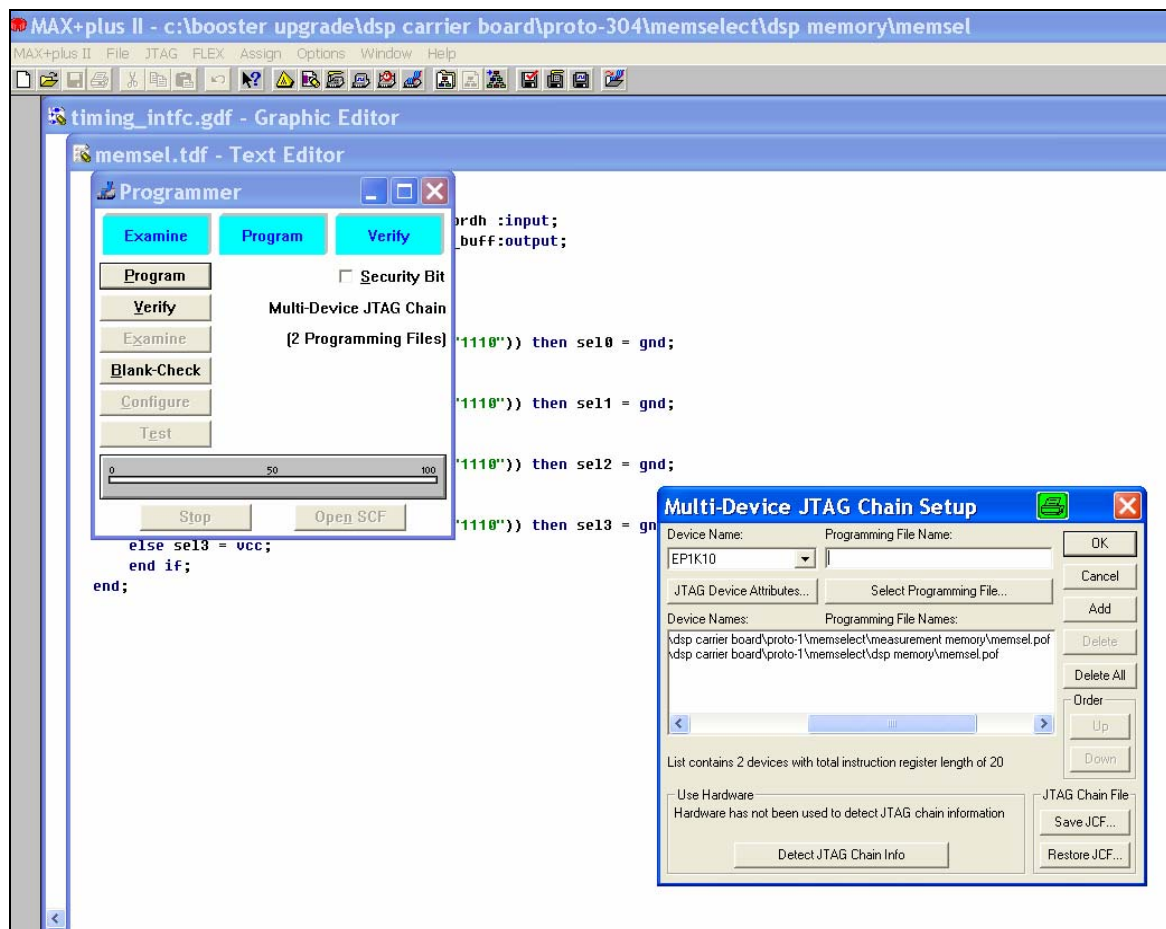 MAX+plus II - c:\booster upgrade\dsp carrier board\proto-304\memselect\dsp memory\memsel
MAX+plus II File JTAG FLEX Assign Options Window Help
timing_intfc.gdf - Graphic Editor
memsel.tdf - Text Editor
Programmer
Examine Program Verify
Program
Security Bit
Verify
Multi-Device JTAG Chain
Examine
(2 Programming Files)
Blank-Check
Configure
Test
0 50 100
Stop Open SCF
ordh :input;
_buff:output;
"1110")) then sel0 = gnd;
"1110")) then sel1 = gnd;
"1110")) then sel2 = gnd;
"1110")) then sel3 = gn
else sel3 = vcc;
end if;
end;
Multi-Device JTAG Chain Setup
Device Name: Programming File Name:
EP1K10
OK
Cancel
JTAG Device Attributes... Select Programming File...
Add
Device Names: Programming File Names:
\dsp carrier board\proto-1\memselect\measurement memory\memsel.pof
\dsp carrier board\proto-1\memselect\dsp memory\memsel.pof
Delete
Delete All
Order
Up
Down
List contains 2 devices with total instruction register length of 20
Use Hardware
Hardware has not been used to detect JTAG chain information
Detect JTAG Chain Info
JTAG Chain File
Save JCF...
Restore JCF...